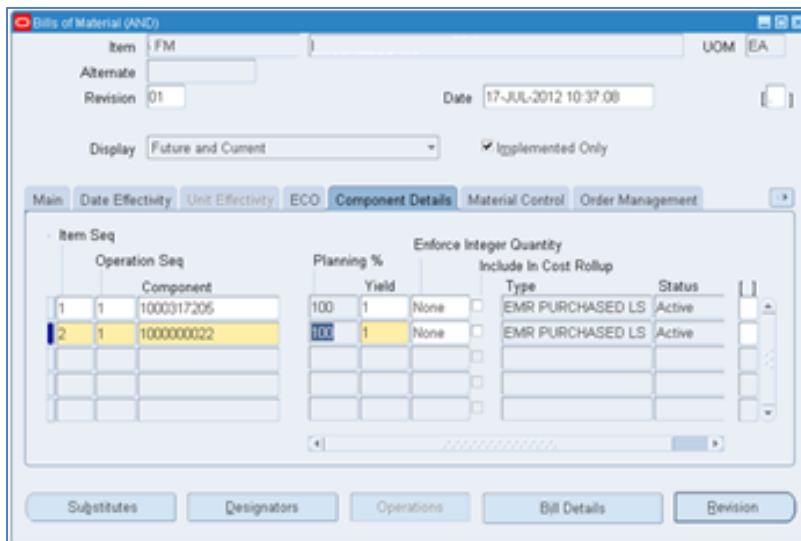 Bills of Material (AND)
Item FM UOM EA
Alternate
Revision 01 Date 17-JUL-2012 10:37:08 [ ]
Display Future and Current Implemented Only
Main Date Effectivity Unit Effectivity ECO Component Details Material Control Order Management
Item Seq
Enforce Integer Quantity
Operation Seq Planning % Include In Cost Rollup
Component Yield Type Status [ ]
1 1 1000317205 100 1 None EMR PURCHASED LS Active
2 1 1000000022 100 1 None EMR PURCHASED LS Active
Substitutes Designators Operations Bill Details Revision